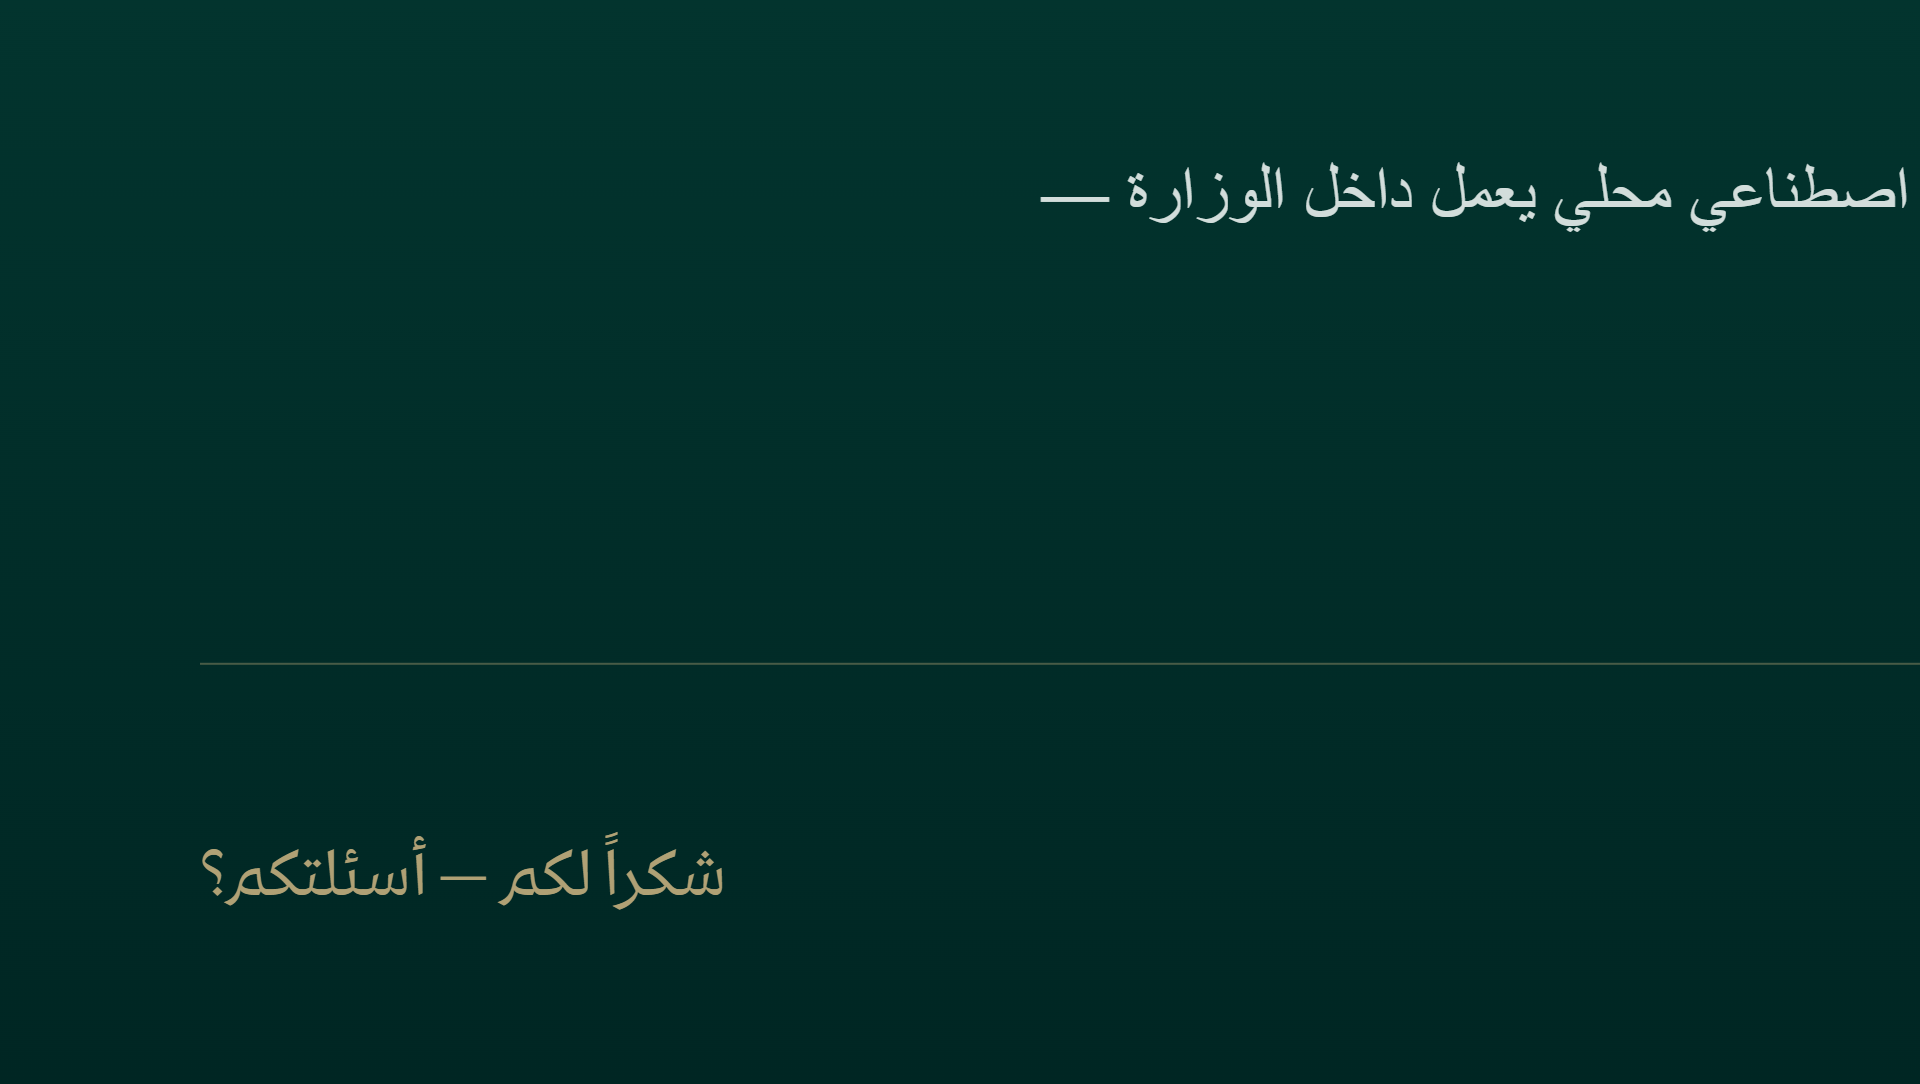 اصطناعي محلي يعمل داخل الوزارة —
شكراً لكم — أسئلتكم؟